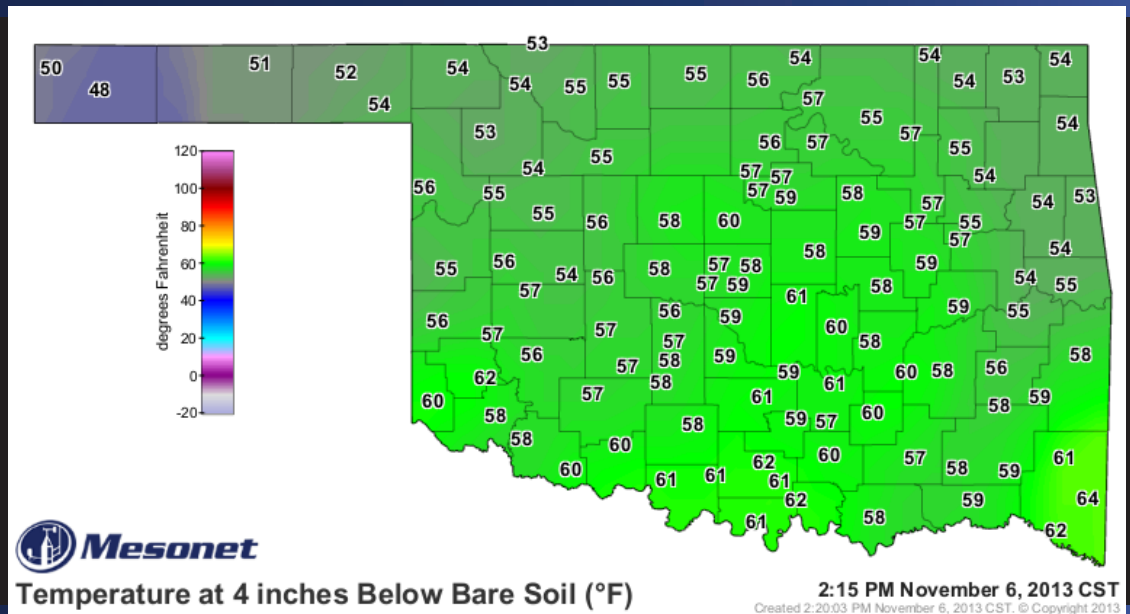 53
54 54 54
50 51 52 54 55 56 54 53
48 54 54 55 55 57
53 55 54
56 57 57 55
54 55 57 57 54
56 55 57 59 58 57 54 53
55 56 58 60 59 57 55
57 54
55 56 54 56 58 57 58 58 59 54 55
57 57 59 58
56 57 57 56 59 61 60 59 55
56 57 58 59 58 58
62 57 58 59 61 60 58 56
60 57 61 58 59
58 58 59 57 60
58 60 62 60 57 58 59 61
60 61 61 61 59 64
62 61 58 62
degrees Fahrenheit
120
100
80
60
40
20
0
-20
Mesonet
Temperature at 4 inches Below Bare Soil (°F)
2:15 PM November 6, 2013 CST
Created 2:20:03 PM November 6, 2013 CST. © Copyright 2013